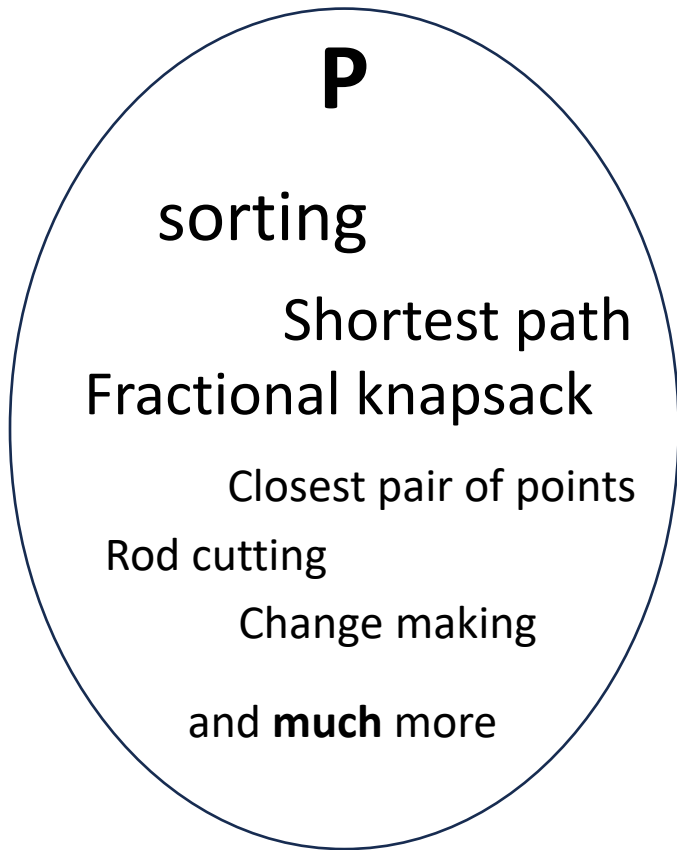 P
sorting
Shortest path
Fractional knapsack
Closest pair of points
Rod cutting
Change making
and much more